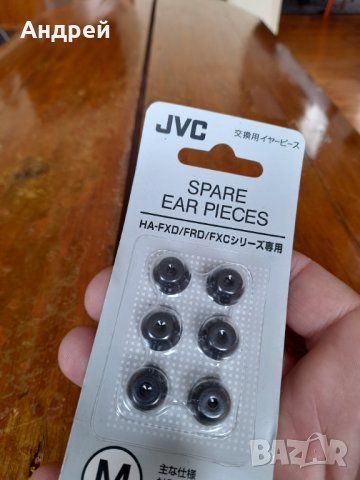 Андрей
JVC
交換用イヤーピース
SPARE
EAR PIECES
HA-FXD/FRD/FXCシリーズ専用
M
主な仕様
BAZAR